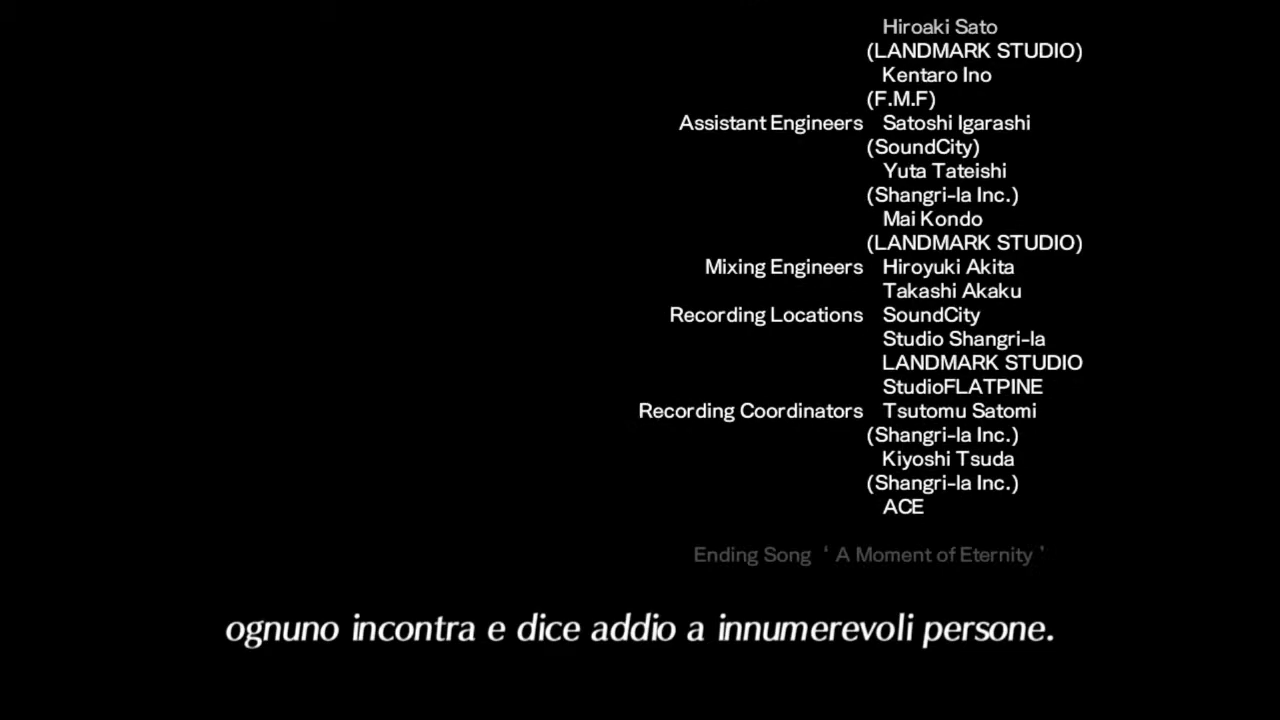 Hiroaki Sato
(LANDMARK STUDIO)
Kentaro Ino
(F.M.F)
Assistant Engineers Satoshi Igarashi
(SoundCity)
Yuta Tateishi
(Shangri-la Inc.)
Mai Kondo
(LANDMARK STUDIO)
Mixing Engineers Hiroyuki Akita
Takashi Akaku
Recording Locations SoundCity
Studio Shangri-la
LANDMARK STUDIO
StudioFLATPINE
Recording Coordinators Tsutomu Satomi
(Shangri-la Inc.)
Kiyoshi Tsuda
(Shangri-la Inc.)
ACE
Ending Song ‘ A Moment of Eternity ’
ognuno incontra e dice addio a innumerevoli persone.